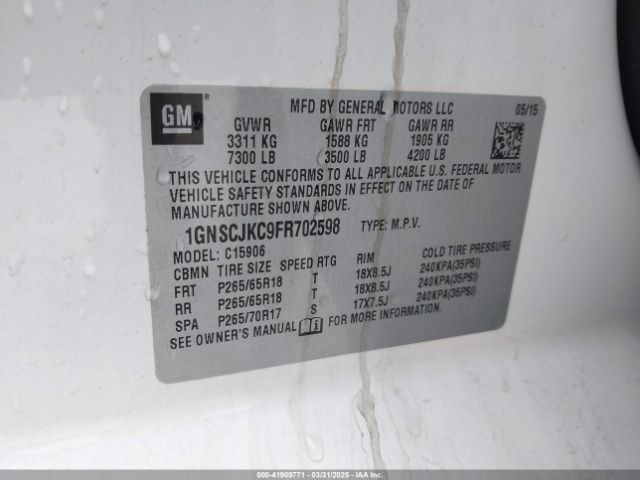 GM®
MFD BY GENERAL MOTORS LLC 05/15
GVWR GAWR FRT GAWR RR
3311 KG 1588 KG 1905 KG
7300 LB 3500 LB 4200 LB
THIS VEHICLE CONFORMS TO ALL APPLICABLE U.S. FEDERAL MOTOR
VEHICLE SAFETY STANDARDS IN EFFECT ON THE DATE OF
MANUFACTURE SHOWN ABOVE.
1GNSCJKC9FR702598 TYPE: M.P.V.
MODEL: C15906
CBMN TIRE SIZE SPEED RTG RIM COLD TIRE PRESSURE
FRT P265/65R18 T 18X8.5J 240KPA(35PSI)
RR P265/65R18 T 18X8.5J 240KPA(35PSI)
SPA P265/70R17 S 17X7.5J 240KPA(35PSI)
SEE OWNER'S MANUAL FOR MORE INFORMATION.
000-41909771 - 03/31/2025 - IAAI.COM